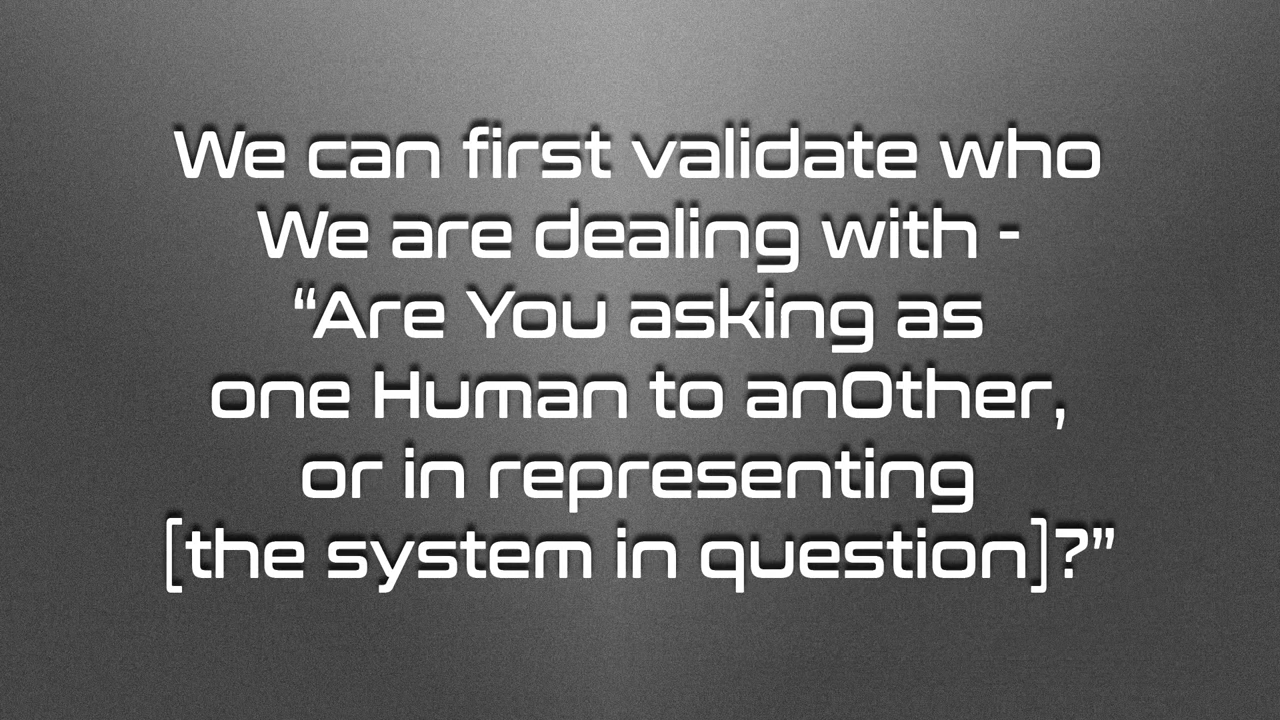 We can first validate who
We are dealing with -
“Are You asking as
one Human to anOther,
or in representing
[the system in question]?”